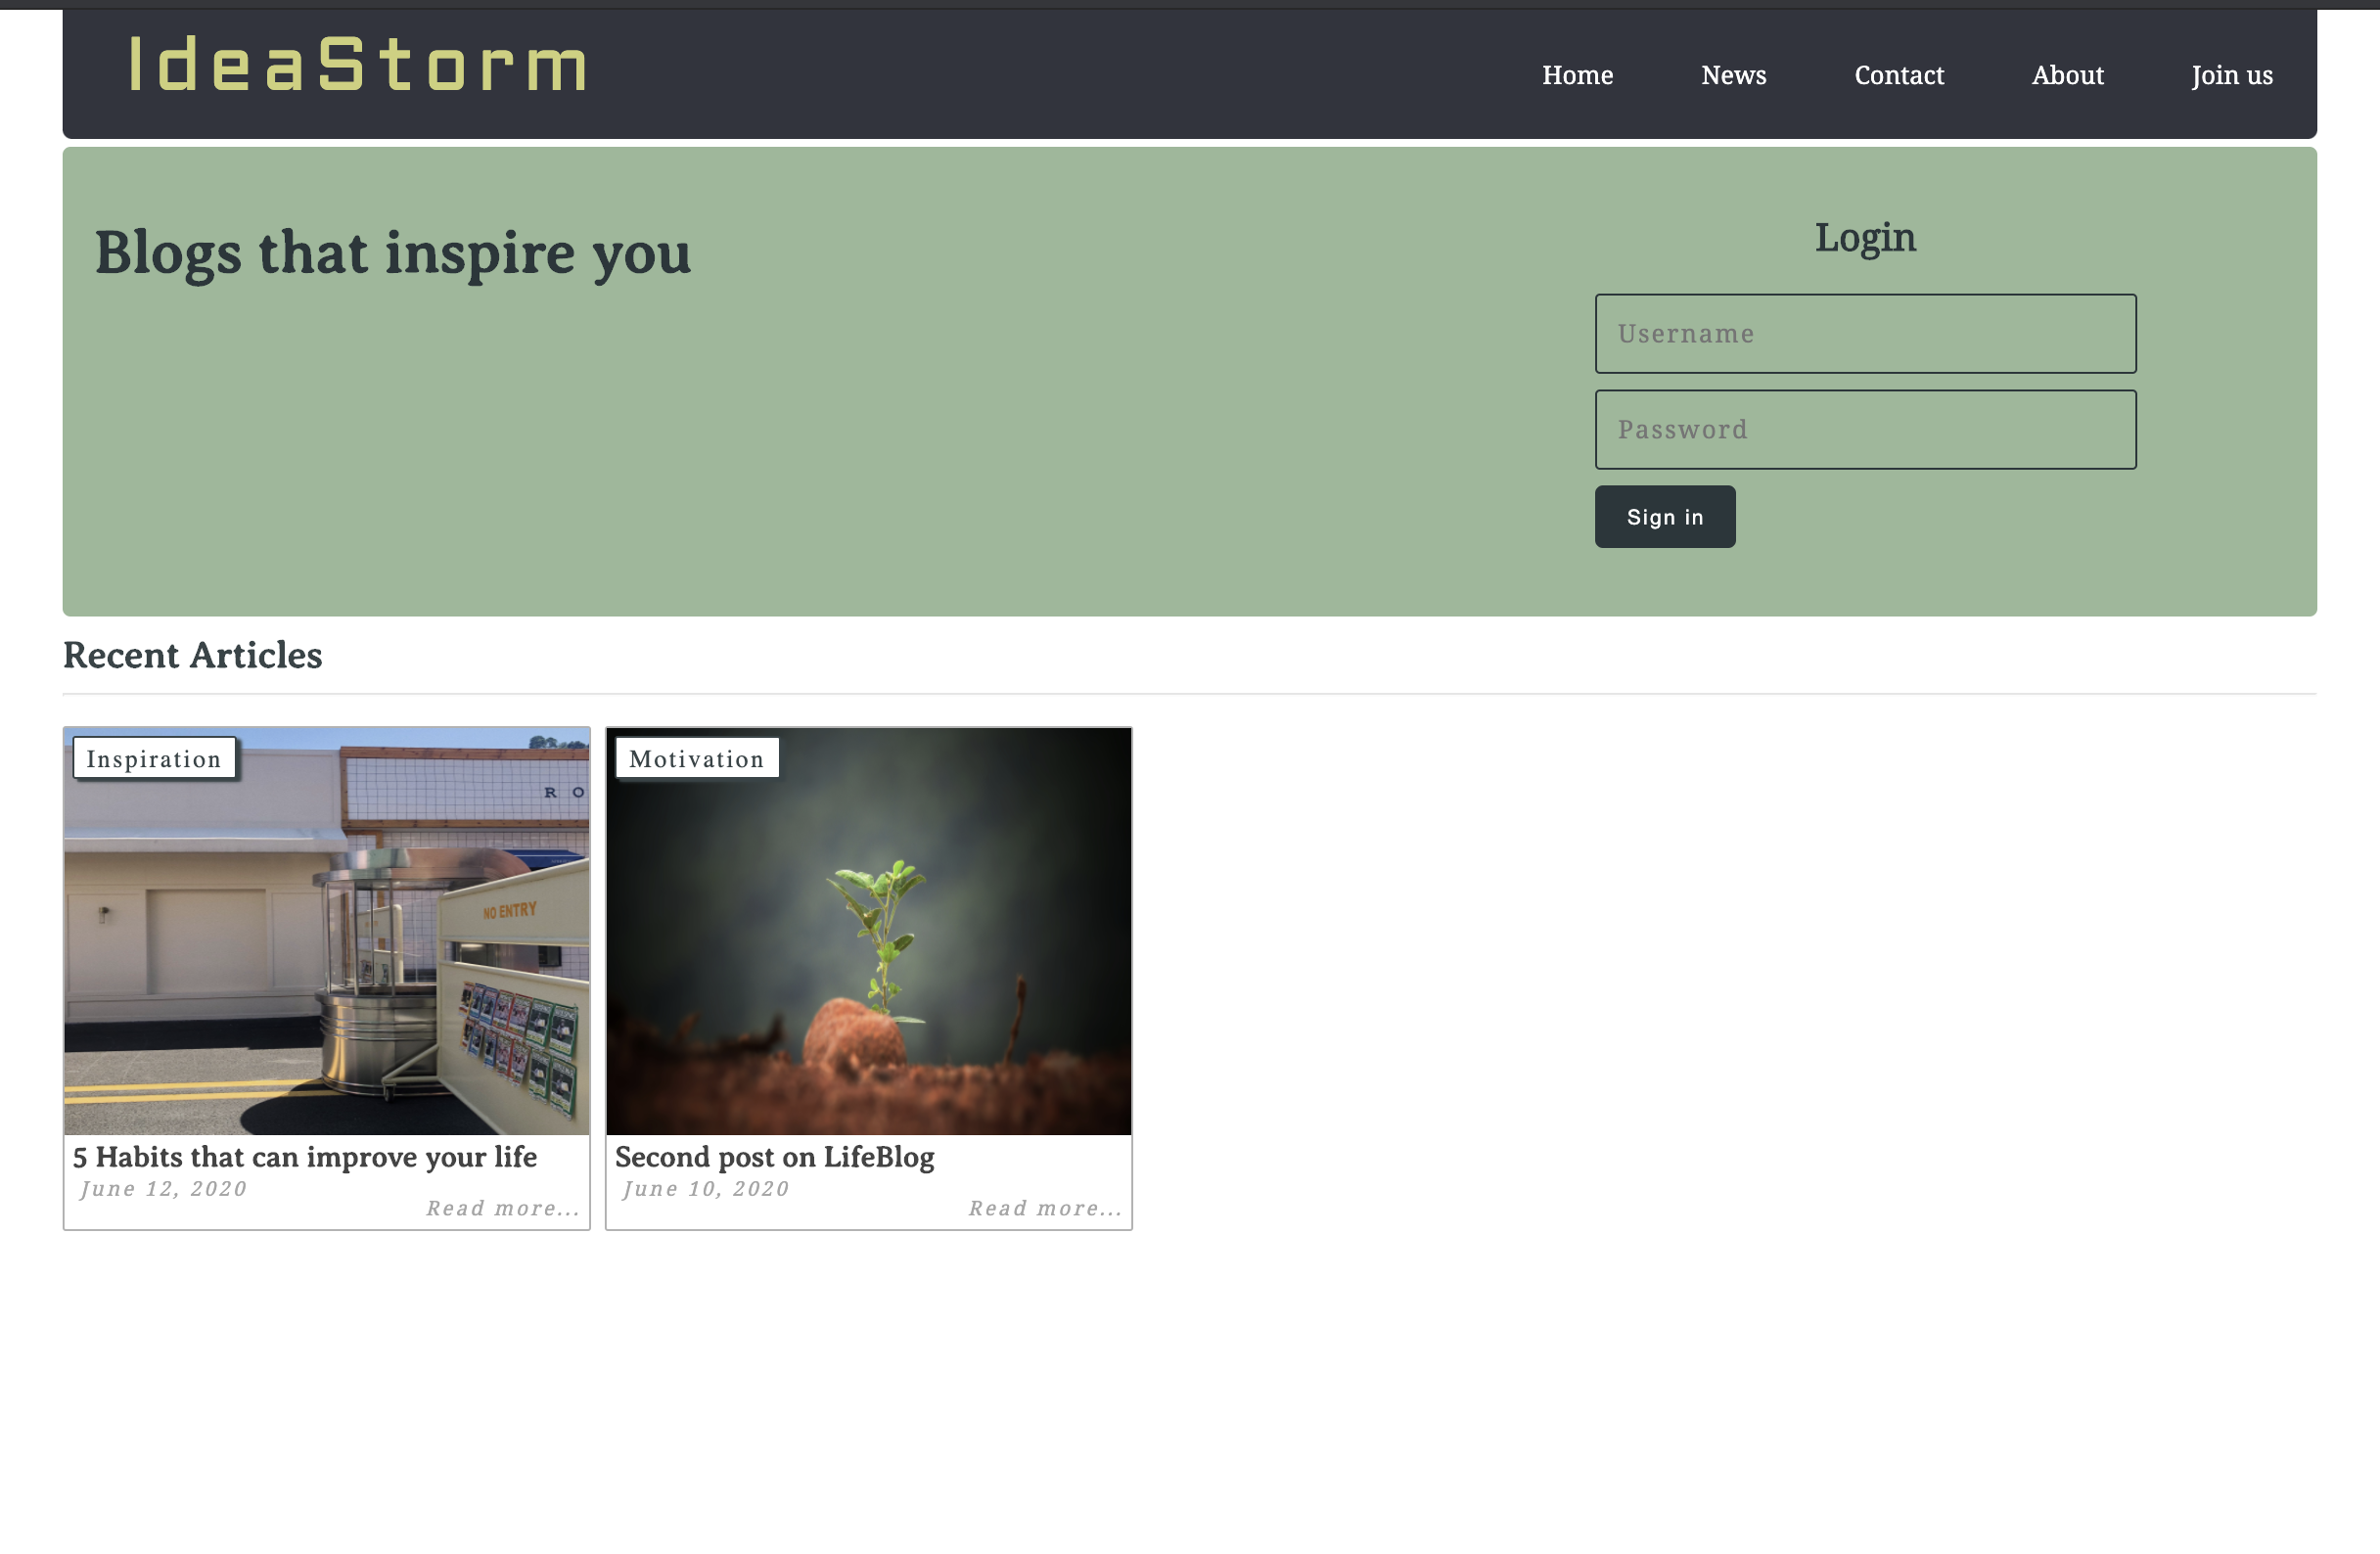 IdeaStorm
Home News Contact About Join us
Blogs that inspire you
Login
Username
Password
Sign in
Recent Articles
Inspiration
R O
NO ENTRY
5 Habits that can improve your life
June 12, 2020
Read more...
Motivation
Second post on LifeBlog
June 10, 2020
Read more...